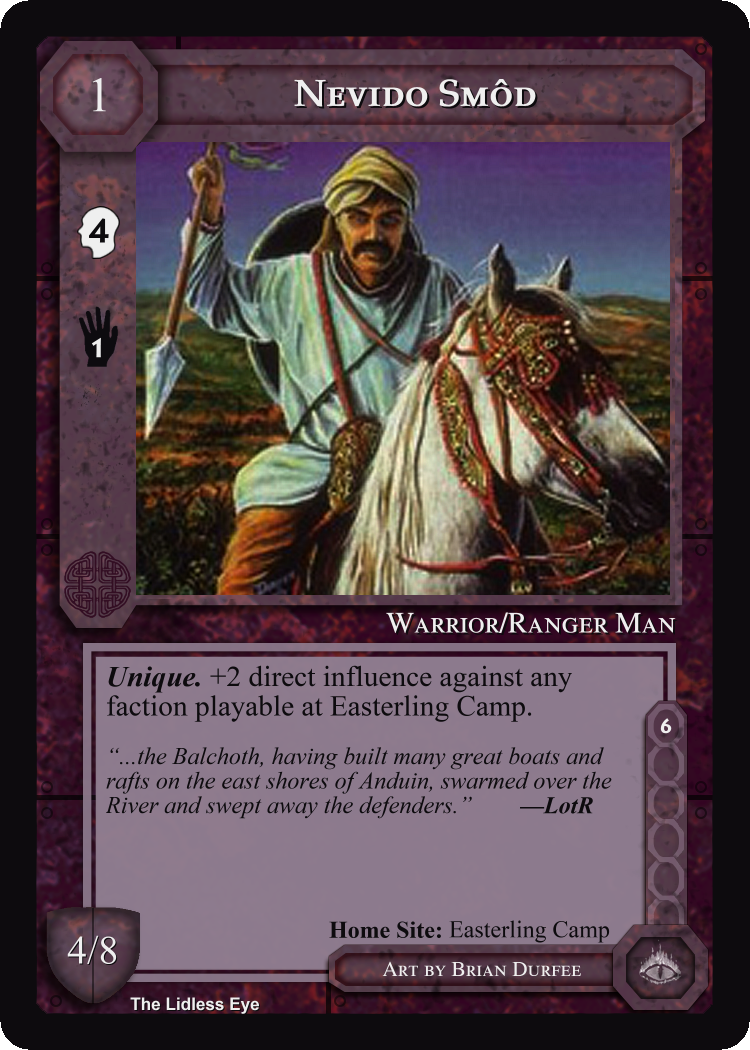 1
Nevido Smôd
4
1
Warrior/Ranger Man
Unique. +2 direct influence against any
faction playable at Easterling Camp.
6
“...the Balchoth, having built many great boats and
rafts on the east shores of Anduin, swarmed over the
River and swept away the defenders.” —LotR
Home Site: Easterling Camp
4/8
Art by Brian Durfee
The Lidless Eye